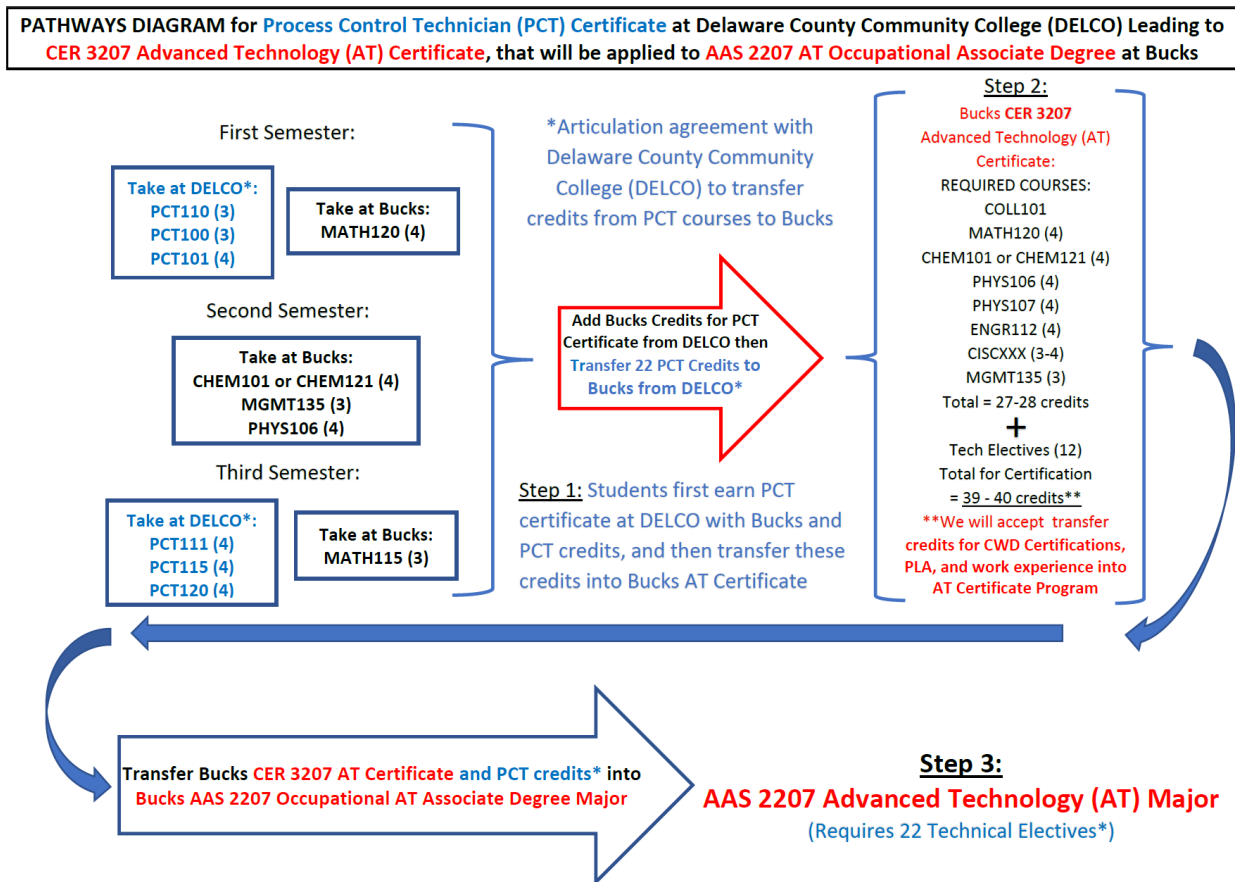 PATHWAYS DIAGRAM for Process Control Technician (PCT) Certificate at Delaware County Community College (DELCO) Leading to
CER 3207 Advanced Technology (AT) Certificate, that will be applied to AAS 2207 AT Occupational Associate Degree at Bucks
First Semester:
Take at DELCO*:
PCT110 (3)
PCT100 (3)
PCT101 (4)
Take at Bucks:
MATH120 (4)
Second Semester:
Take at Bucks:
CHEM101 or CHEM121 (4)
MGMT135 (3)
PHYS106 (4)
Third Semester:
Take at DELCO*:
PCT111 (4)
PCT115 (4)
PCT120 (4)
Take at Bucks:
MATH115 (3)
*Articulation agreement with
Delaware County Community
College (DELCO) to transfer
credits from PCT courses to Bucks
Add Bucks Credits for PCT
Certificate from DELCO then
Transfer 22 PCT Credits to
Bucks from DELCO*
Step 1: Students first earn PCT
certificate at DELCO with Bucks and
PCT credits, and then transfer these
credits into Bucks AT Certificate
Step 2:
Bucks CER 3207
Advanced Technology (AT)
Certificate:
REQUIRED COURSES:
COLL101
MATH120 (4)
CHEM101 or CHEM121 (4)
PHYS106 (4)
PHYS107 (4)
ENGR112 (4)
CISCXXX (3-4)
MGMT135 (3)
Total = 27-28 credits
+
Tech Electives (12)
Total for Certification
= 39 - 40 credits**
**We will accept transfer
credits for CWD Certifications,
PLA, and work experience into
AT Certificate Program
Transfer Bucks CER 3207 AT Certificate and PCT credits* into
Bucks AAS 2207 Occupational AT Associate Degree Major
Step 3:
AAS 2207 Advanced Technology (AT) Major
(Requires 22 Technical Electives*)